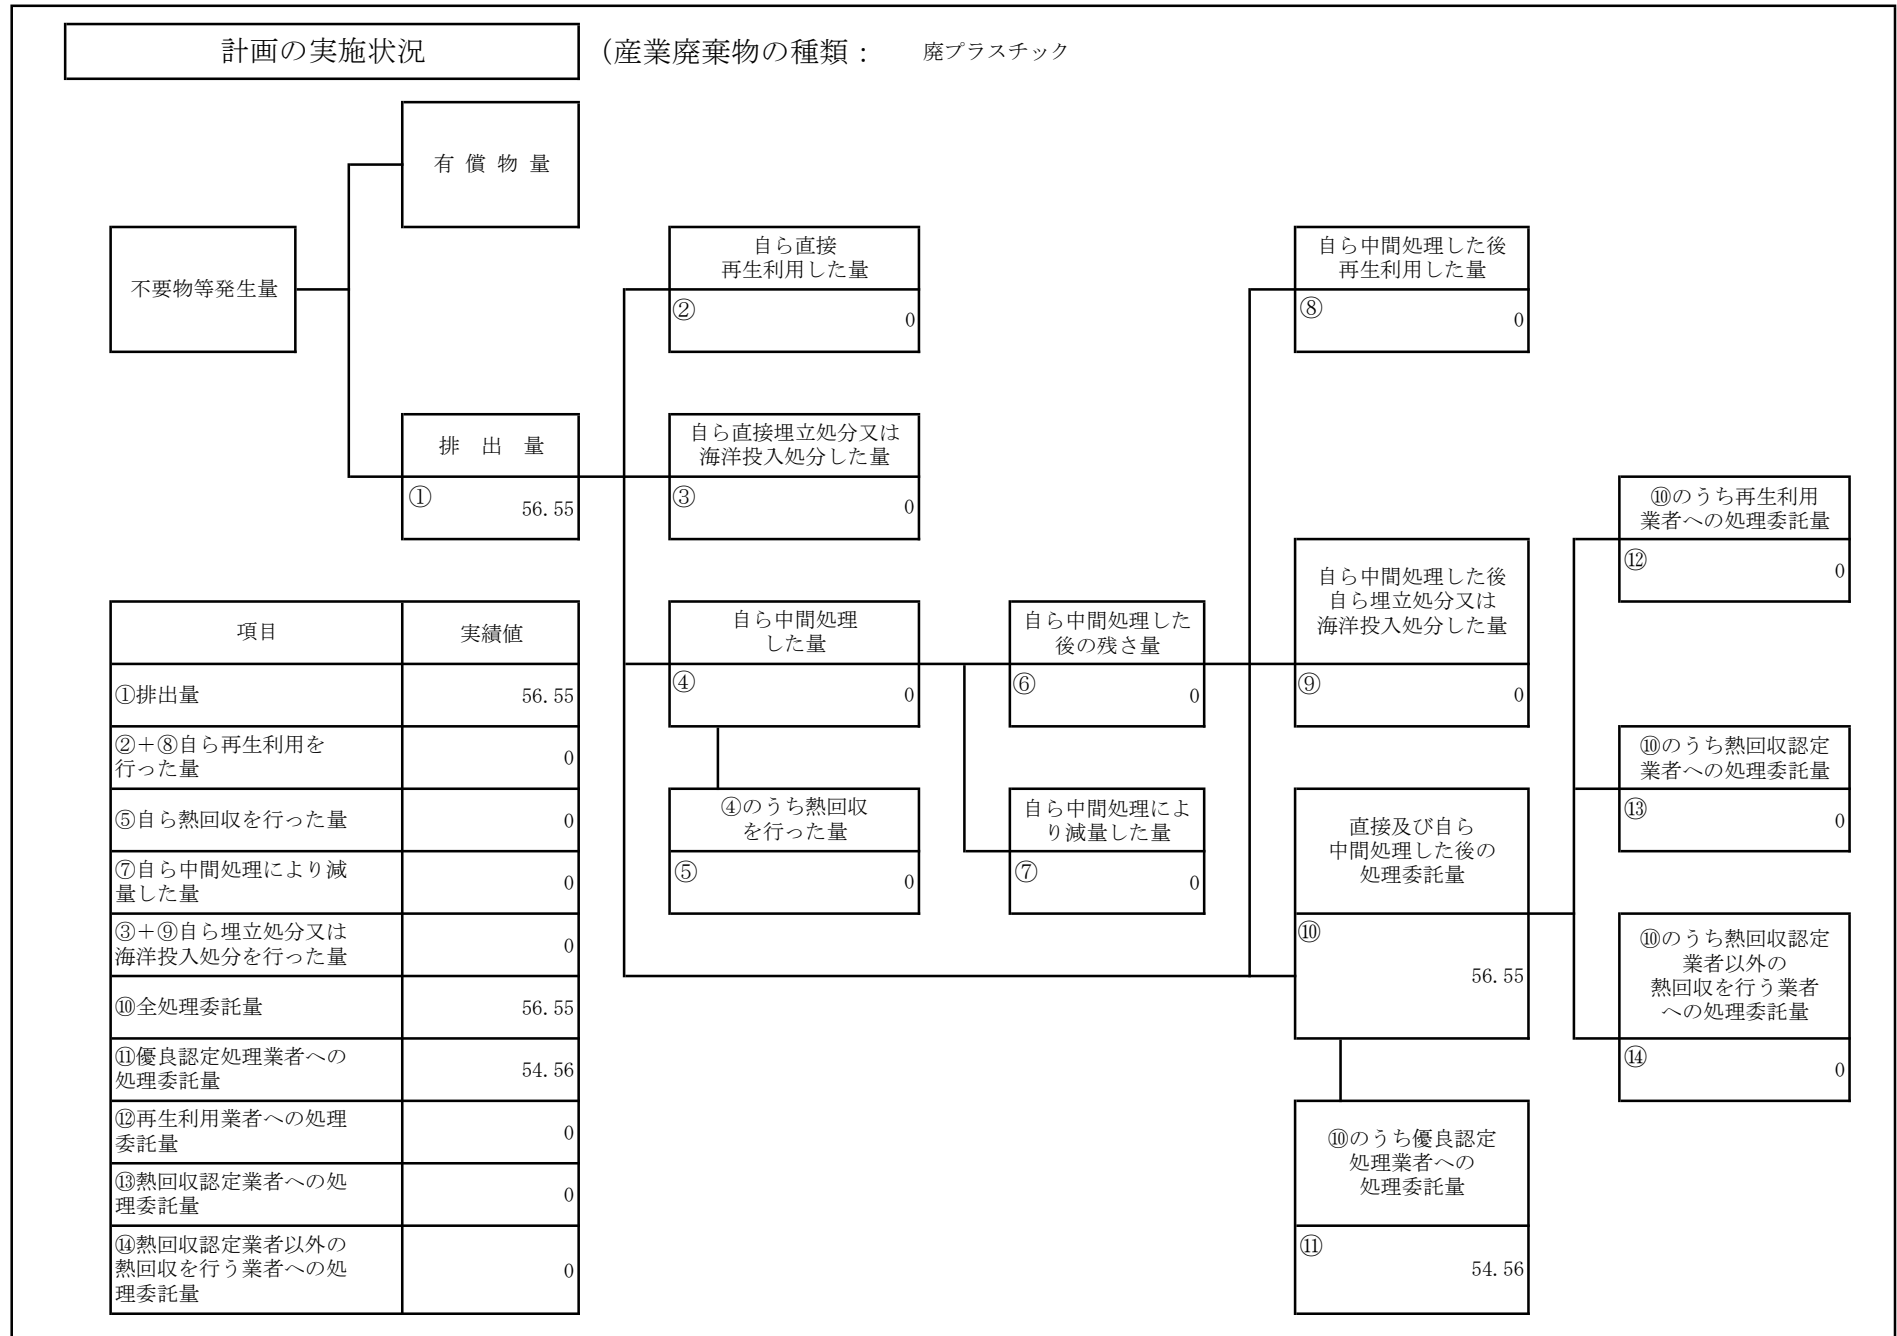 計画の実施状況
(産業廃棄物の種類： 廃プラスチック
有償物量
不要物等発生量
排出量
① 56.55
自ら直接
再生利用した量
② 0
自ら直接埋立処分又は
海洋投入処分した量
③ 0
自ら中間処理
した量
④ 0
④のうち熱回収
を行った量
⑤ 0
自ら中間処理した
後の残さ量
⑥ 0
自ら中間処理によ
り減量した量
⑦ 0
自ら中間処理した後
再生利用した量
⑧ 0
自ら中間処理した後
自ら埋立処分又は
海洋投入処分した量
⑨ 0
直接及び自ら
中間処理した後の
処理委託量
⑩
56.55
⑩のうち優良認定
処理業者への
処理委託量
⑪
54.56
⑩のうち再生利用
業者への処理委託量
⑫ 0
⑩のうち熱回収認定
業者への処理委託量
⑬ 0
⑩のうち熱回収認定
業者以外の
熱回収を行う業者
への処理委託量
⑭ 0
項目 実績値
①排出量 56.55
②＋⑧自ら再生利用を
行った量 0
⑤自ら熱回収を行った量 0
⑦自ら中間処理により減
量した量 0
③＋⑨自ら埋立処分又は
海洋投入処分を行った量 0
⑩全処理委託量 56.55
⑪優良認定処理業者への
処理委託量 54.56
⑫再生利用業者への処理
委託量 0
⑬熱回収認定業者への処
理委託量 0
⑭熱回収認定業者以外の
熱回収を行う業者への処
理委託量 0